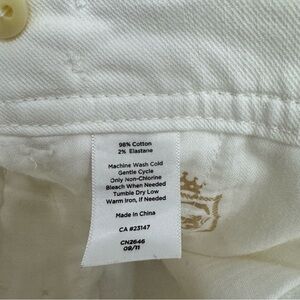 98% Cotton
2% Elastane
Machine Wash Cold
Gentle Cycle
Only Non-Chlorine
Bleach When Needed
Tumble Dry Low
Warm Iron, if Needed
Made in China
CA #23147
CN2646
09/11